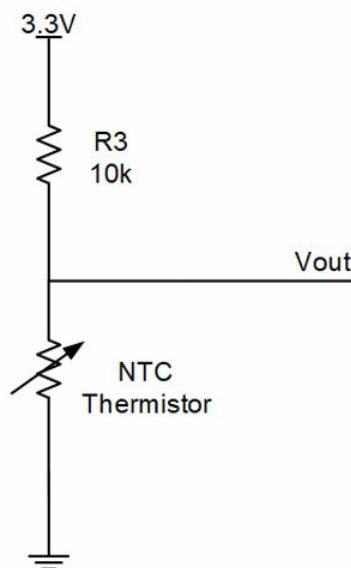 3.3V
R3
10k
Vout
NTC
Thermistor